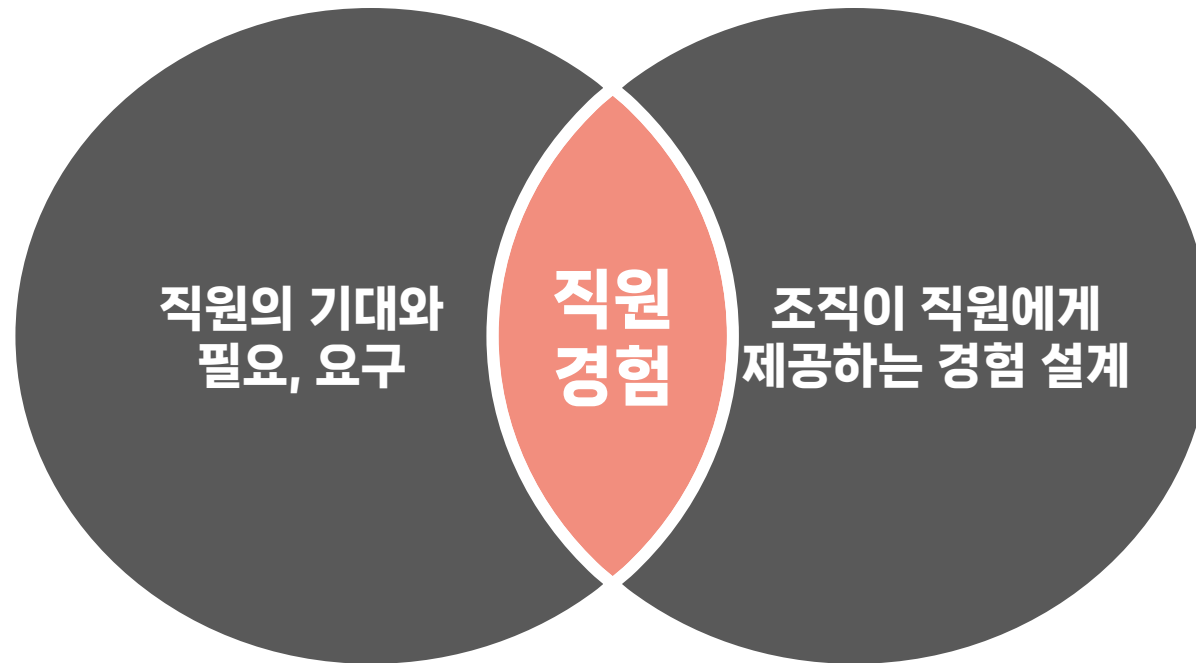 직원의 기대와
필요, 요구
직원
경험
조직이 직원에게
제공하는 경험 설계